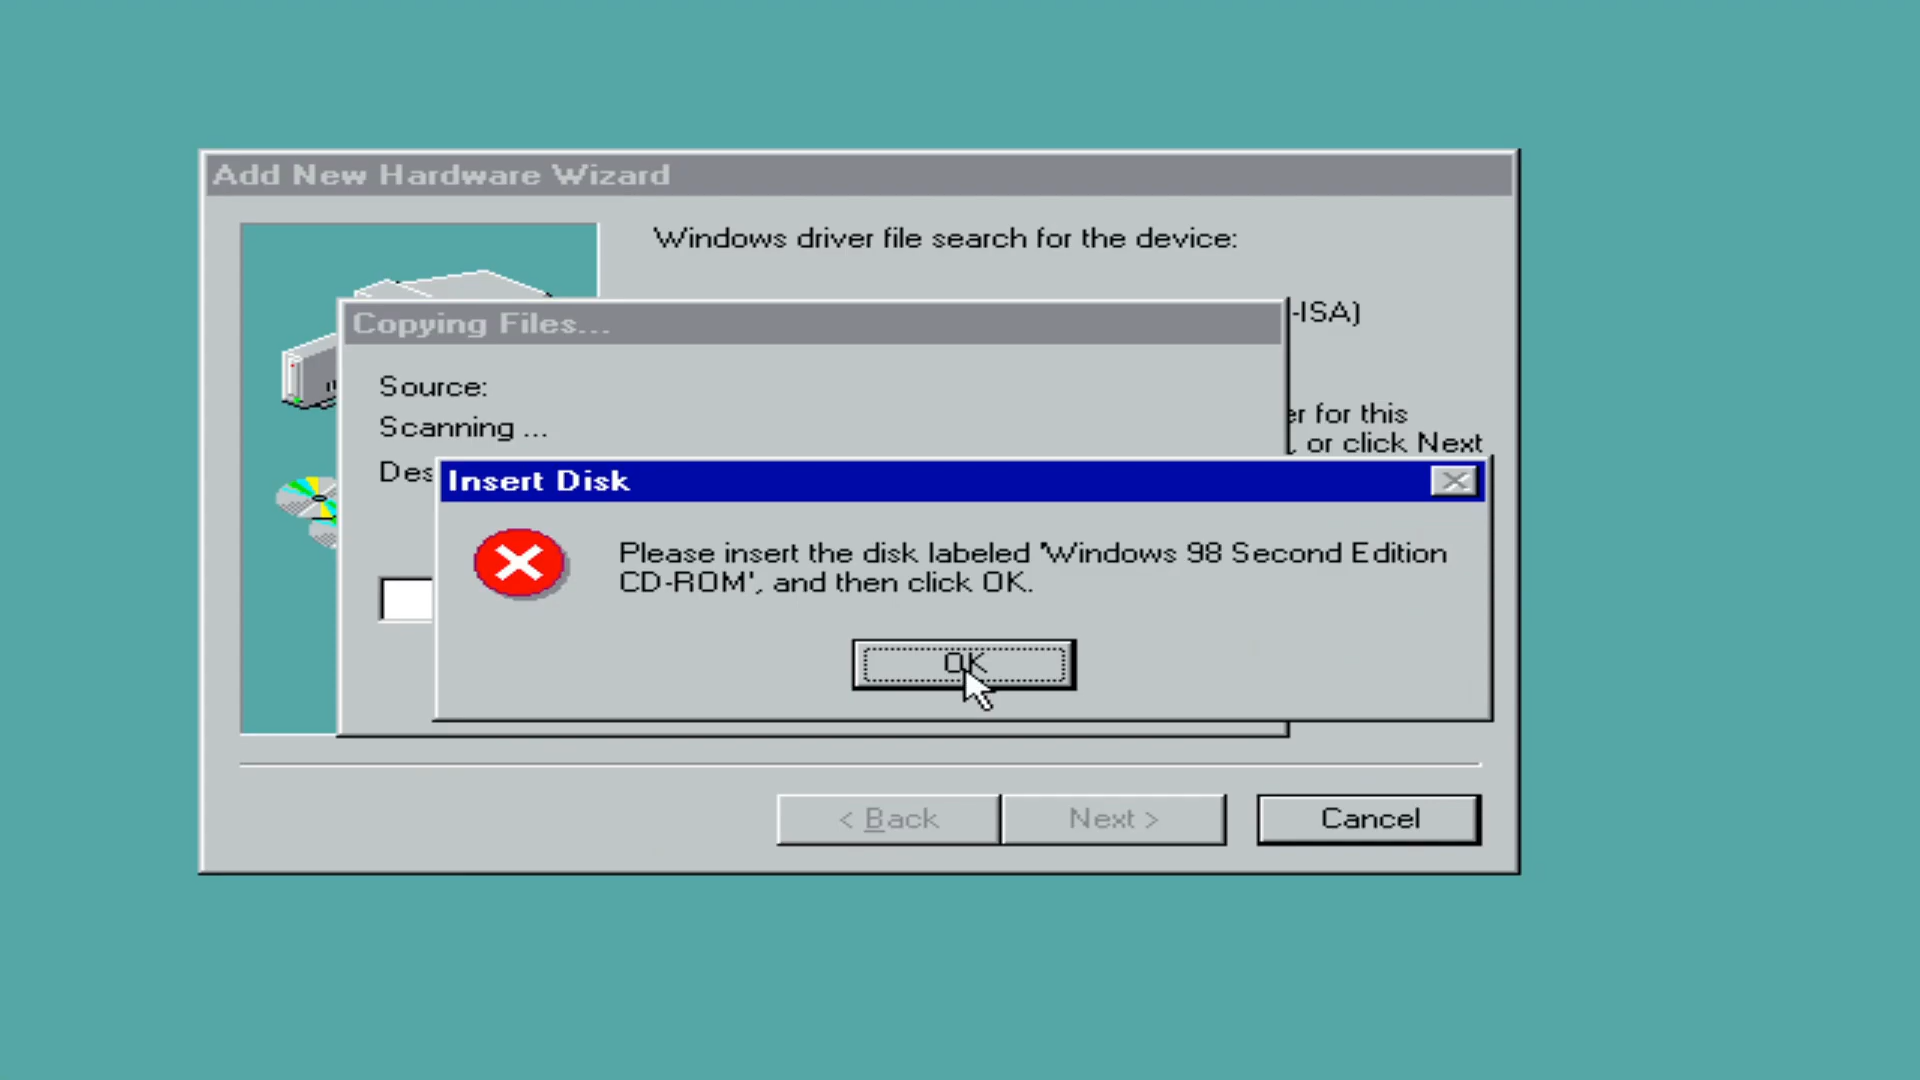 Add New Hardware Wizard
Windows driver file search for the device:
-ISA)
Copying Files...
Source:
Scanning ...
for this
, or click Next
Insert Disk
Please insert the disk labeled 'Windows 98 Second Edition
CD-ROM', and then click OK.
OK
< Back
Next >
Cancel